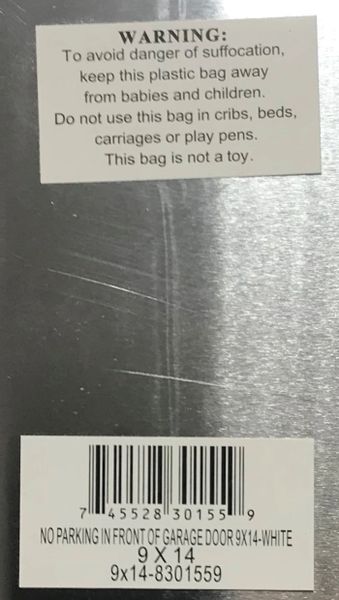 WARNING:
To avoid danger of suffocation,
keep this plastic bag away
from babies and children.
Do not use this bag in cribs, beds,
carriages or play pens.
This bag is not a toy.
7 45528 30155 9
NO PARKING IN FRONT OF GARAGE DOOR 9X14-WHITE
9 X 14
9x14-8301559